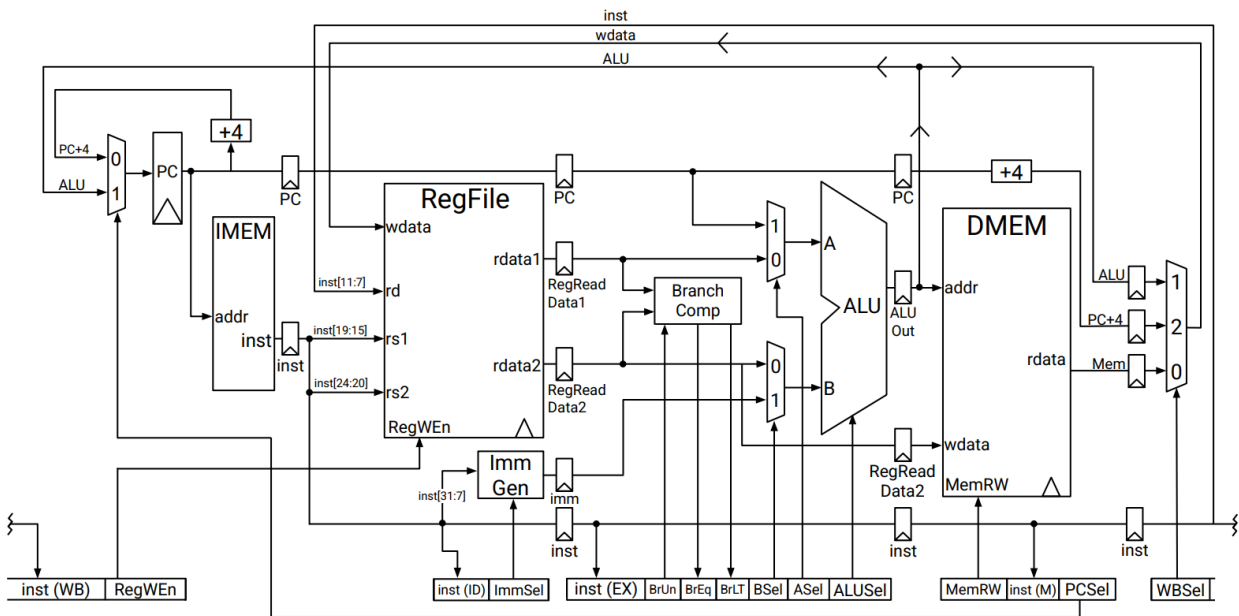 inst
wdata
ALU
+4
PC+4
0
ALU
1
PC
PC
PC
PC
+4
IMEM
addr
inst
inst
RegFile
wdata
inst[11:7]
rd
inst[19:15]
rs1
inst[24:20]
rs2
RegWEn
rdata1
rdata2
RegRead
Data1
RegRead
Data2
Imm
Gen
inst[31:7]
imm
Branch
Comp
1
0
0
1
A
B
ALU
ALU
Out
DMEM
addr
rdata
wdata
MemRW
RegRead
Data2
ALU
1
PC+4
2
Mem
0
inst
inst
inst
inst (WB)
RegWEn
inst (ID)
ImmSel
inst (EX)
BrUn
BrEq
BrLT
BSel
ASel
ALUSel
MemRW
inst (M)
PCSel
WBSel